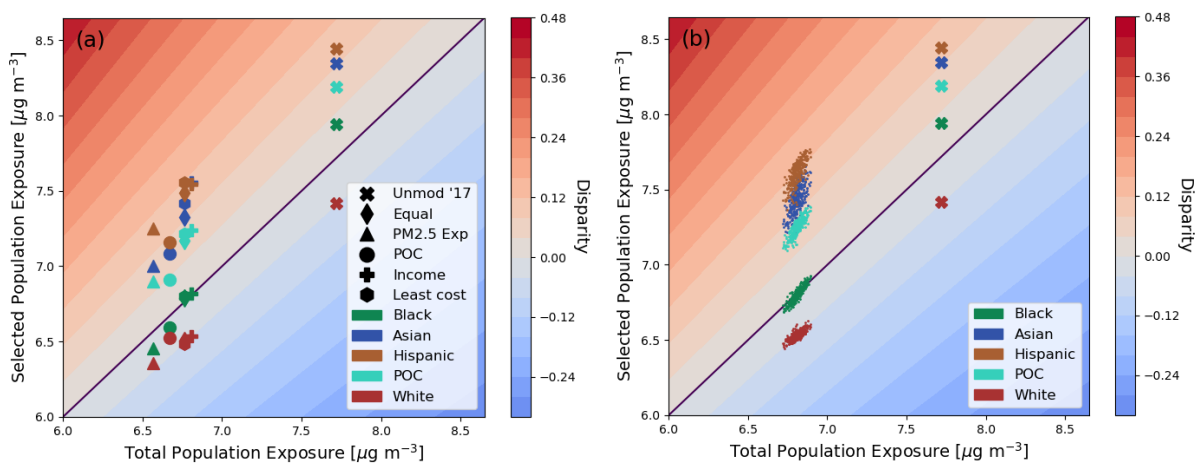 (a)
8.5
8.0
7.5
7.0
6.5
6.0
Selected Population Exposure [μg m⁻³]
6.0 6.5 7.0 7.5 8.0 8.5
Total Population Exposure [μg m⁻³]
Unmod '17
Equal
PM2.5 Exp
POC
Income
Least cost
Black
Asian
Hispanic
POC
White
0.48
0.36
0.24
0.12
0.00
−0.12
−0.24
Disparity
(b)
8.5
8.0
7.5
7.0
6.5
6.0
Selected Population Exposure [μg m⁻³]
6.0 6.5 7.0 7.5 8.0 8.5
Total Population Exposure [μg m⁻³]
Black
Asian
Hispanic
POC
White
0.48
0.36
0.24
0.12
0.00
−0.12
−0.24
Disparity